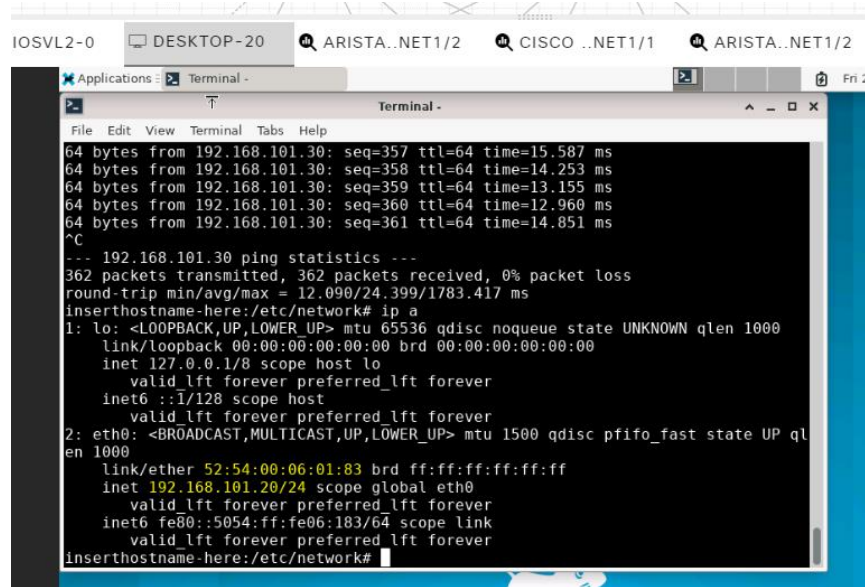 IOSVL2-0 DESKTOP-20 ARISTA..NET1/2 CISCO ..NET1/1 ARISTA..NET1/2
Applications Terminal - Fri
Terminal -
File Edit View Terminal Tabs Help
64 bytes from 192.168.101.30: seq=357 ttl=64 time=15.587 ms
64 bytes from 192.168.101.30: seq=358 ttl=64 time=14.253 ms
64 bytes from 192.168.101.30: seq=359 ttl=64 time=13.155 ms
64 bytes from 192.168.101.30: seq=360 ttl=64 time=12.960 ms
64 bytes from 192.168.101.30: seq=361 ttl=64 time=14.851 ms
^C
--- 192.168.101.30 ping statistics ---
362 packets transmitted, 362 packets received, 0% packet loss
round-trip min/avg/max = 12.090/24.399/1783.417 ms
inserthostname-here:/etc/network# ip a
1: lo: <LOOPBACK,UP,LOWER_UP> mtu 65536 qdisc noqueue state UNKNOWN qlen 1000
link/loopback 00:00:00:00:00:00 brd 00:00:00:00:00:00
inet 127.0.0.1/8 scope host lo
valid_lft forever preferred_lft forever
inet6 ::1/128 scope host
valid_lft forever preferred_lft forever
2: eth0: <BROADCAST,MULTICAST,UP,LOWER_UP> mtu 1500 qdisc pfifo_fast state UP ql
en 1000
link/ether 52:54:00:06:01:83 brd ff:ff:ff:ff:ff:ff
inet 192.168.101.20/24 scope global eth0
valid_lft forever preferred_lft forever
inet6 fe80::5054:ff:fe06:183/64 scope link
valid_lft forever preferred_lft forever
inserthostname-here:/etc/network#